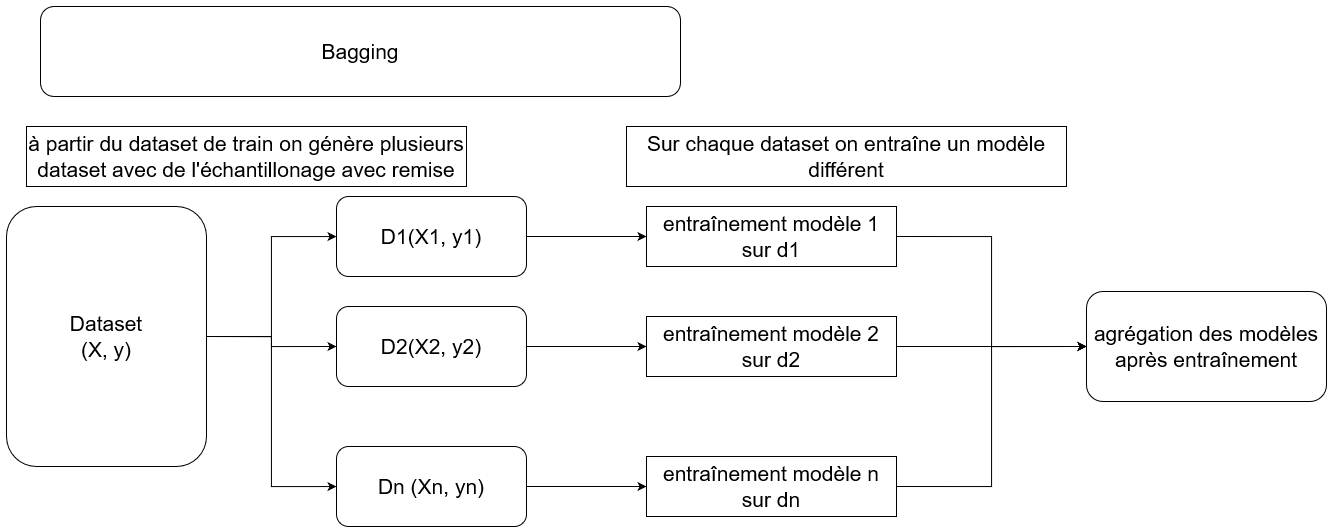 Bagging
à partir du dataset de train on génère plusieurs
dataset avec de l'échantillonage avec remise
Sur chaque dataset on entraîne un modèle
différent
Dataset
(X, y)
D1(X1, y1)
entraînement modèle 1
sur d1
D2(X2, y2)
entraînement modèle 2
sur d2
Dn (Xn, yn)
entraînement modèle n
sur dn
agrégation des modèles
après entraînement